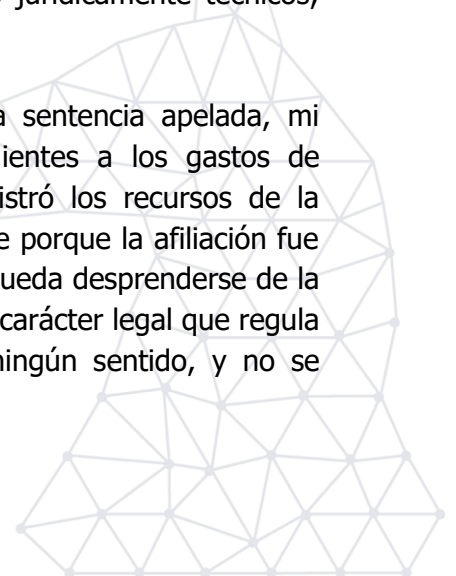 jurídicamente técnicos,
a sentencia apelada, mi
ientes a los gastos de
istró los recursos de la
e porque la afiliación fue
ueda desprenderse de la
carácter legal que regula
ningún sentido, y no se